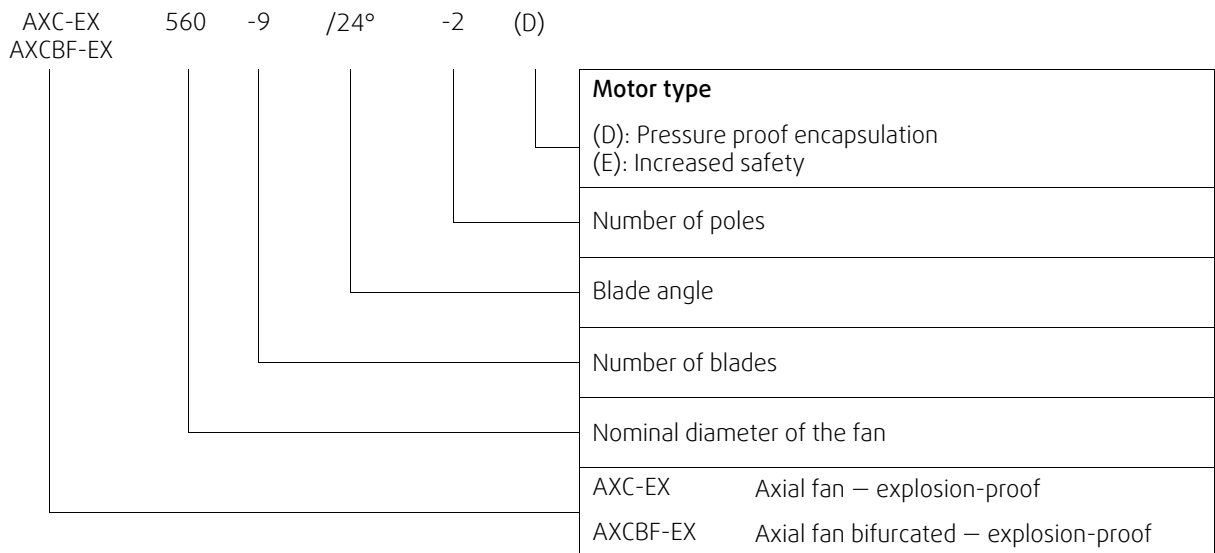 AXC-EX 560 -9 /24° -2 (D)
AXCBF-EX
Motor type
(D): Pressure proof encapsulation
(E): Increased safety
Number of poles
Blade angle
Number of blades
Nominal diameter of the fan
AXC-EX Axial fan — explosion-proof
AXCBF-EX Axial fan bifurcated — explosion-proof